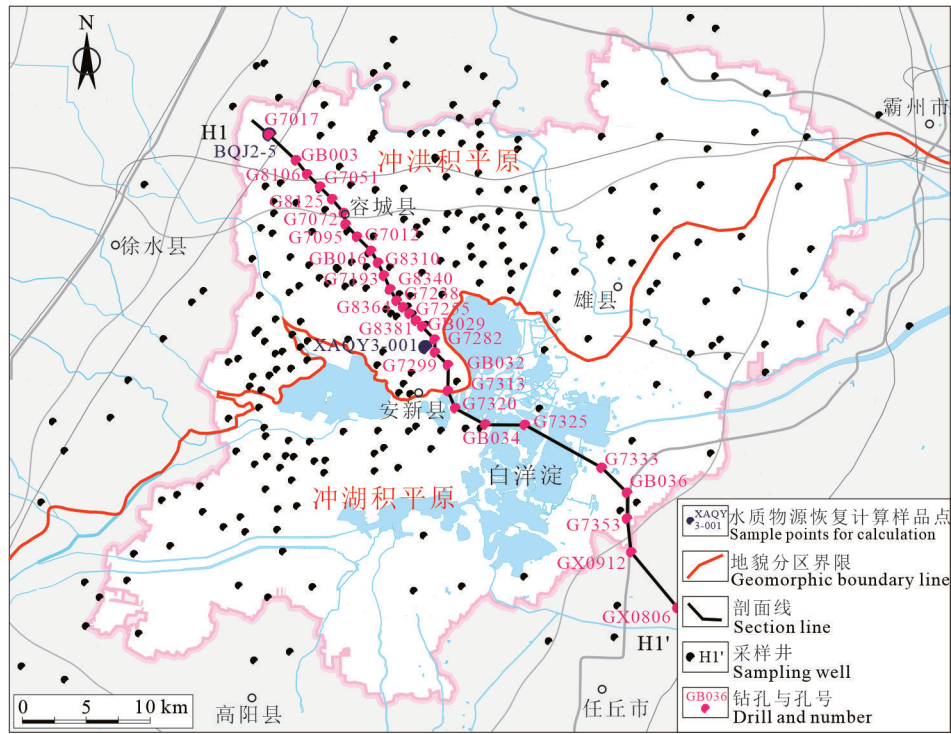 N
霸州市
G7017
H1
BQJ2-5
GB003
冲洪积平原
G8106
G7051
G8125
容城县
G7072
G7095
G7012
徐水县
GB016
G8310
G7193
G8340
G7238
雄县
G8364
G7255
G8381
GB029
XAQY3-001
G7282
G7299
GB032
G7313
安新县
G7320
GB034
G7325
白洋淀
G7333
GB036
冲湖积平原
G7353
GX0912
GX0806
H1'
高阳县
任丘市
0 5 10 km
XAQY
3-001
水质物源恢复计算样品点
Sample points for calculation
地貌分区界限
Geomorphic boundary line
剖面线
Section line
H1'
采样井
Sampling well
GB036
钻孔与孔号
Drill and number